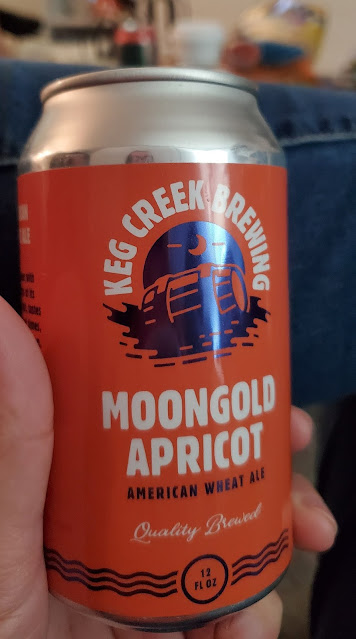 KEG CREEK BREWING
MOONGOLD
APRICOT
AMERICAN WHEAT ALE
Quality Brewed
12
FL OZ